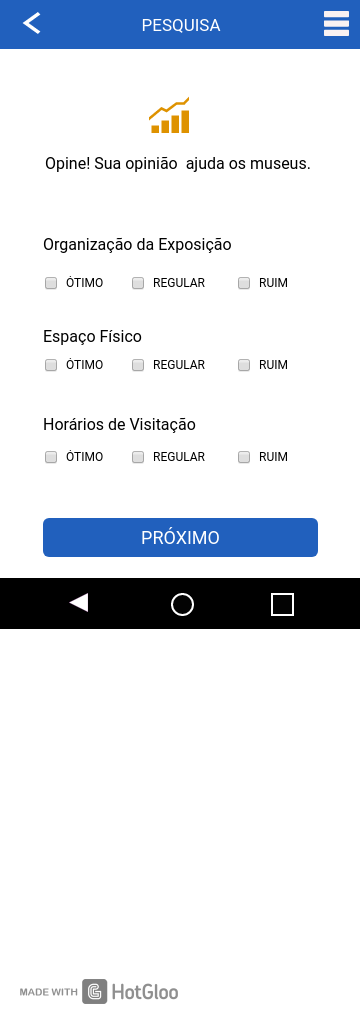 PESQUISA
Opine! Sua opinião  ajuda os museus.
Organização da Exposição
ÓTIMO REGULAR RUIM
Espaço Físico
ÓTIMO REGULAR RUIM
Horários de Visitação
ÓTIMO REGULAR RUIM
PRÓXIMO
MADE WITH HotGloo